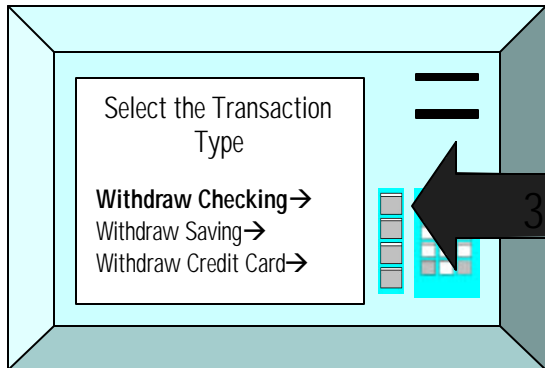 Select the Transaction
Type
Withdraw Checking→
Withdraw Saving→
Withdraw Credit Card→
3